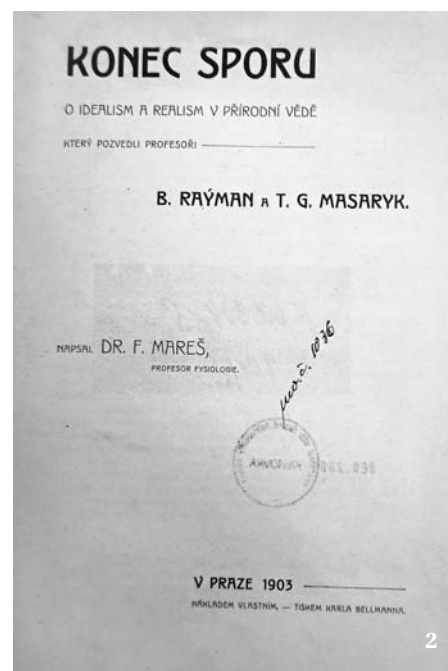 KONEC SPORU
O IDEALISM A REALISM V PŘÍRODNÍ VĚDĚ
KTERÝ POZVEDLI PROFESOŘI
B. RAÝMAN A T. G. MASARYK.
NAPSAL DR. F. MAREŠ,
PROFESOR FYSIOLOGIE.
V PRAZE 1903
NÁKLADEM VLASTNÍM. — TISKEM KARLA BELLMANNA.
2